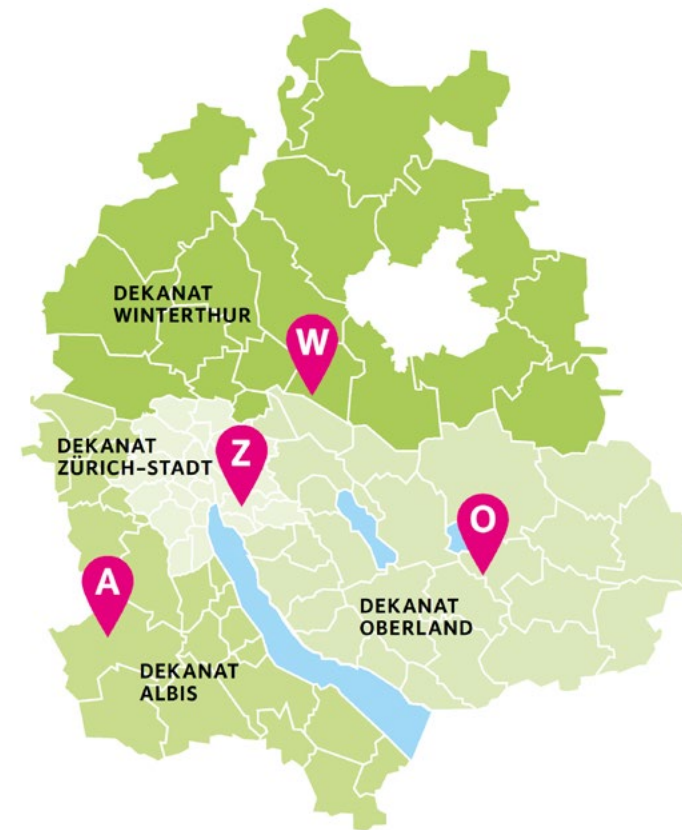 DEKANAT
WINTERTHUR
W
DEKANAT
ZÜRICH–STADT
Z
O
A
DEKANAT
OBERLAND
DEKANAT
ALBIS